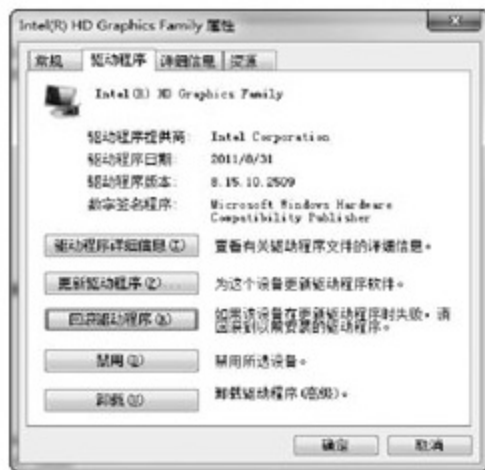 Intel(R) HD Graphics Family 属性
常规 驱动程序 详细信息 资源
Intel(R) HD Graphics Family
驱动程序提供商: Intel Corporation
驱动程序日期: 2011/8/31
驱动程序版本: 8.15.10.2509
数字签名程序: Microsoft Windows Hardware
Compatibility Publisher
驱动程序详细信息(I) 查看有关驱动程序文件的详细信息。
更新驱动程序(P)... 为这个设备更新驱动程序软件。
回滚驱动程序(R) 如果该设备在更新驱动程序时失败，请
回滚到以前安装的驱动程序。
禁用(D) 禁用所选设备。
卸载(U) 卸载驱动程序(高级)。
确定 取消